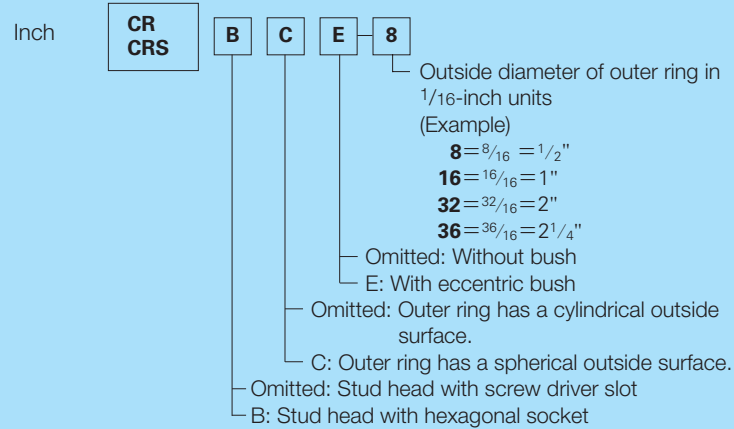 Inch
CR
CRS
B C E 8
Outside diameter of outer ring in
1/16-inch units
(Example)
8=8/16 =1/2"
16=16/16=1"
32=32/16=2"
36=36/16=2 1/4"
Omitted: Without bush
E: With eccentric bush
Omitted: Outer ring has a cylindrical outside
surface.
C: Outer ring has a spherical outside surface.
Omitted: Stud head with screw driver slot
B: Stud head with hexagonal socket